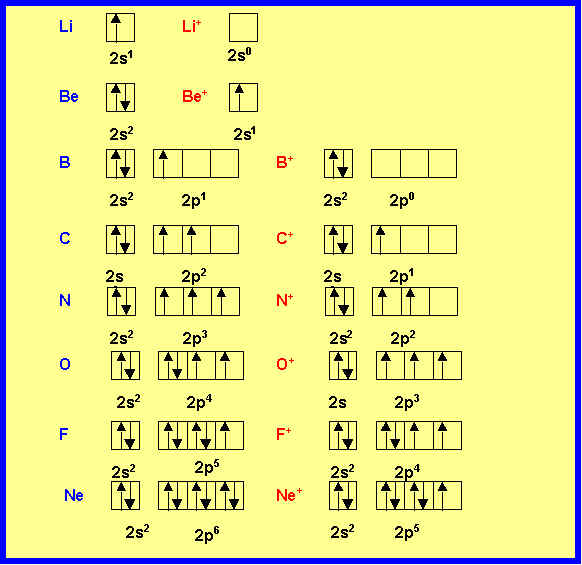 Li Li⁺
2s¹ 2s⁰
Be Be⁺
2s² 2s¹
B B⁺
2s² 2p¹ 2s² 2p⁰
C C⁺
2s 2p² 2s 2p¹
N N⁺
2s² 2p³ 2s² 2p²
O O⁺
2s² 2p⁴ 2s 2p³
F F⁺
2s² 2p⁵ 2s² 2p⁴
Ne Ne⁺
2s² 2p⁶ 2s² 2p⁵